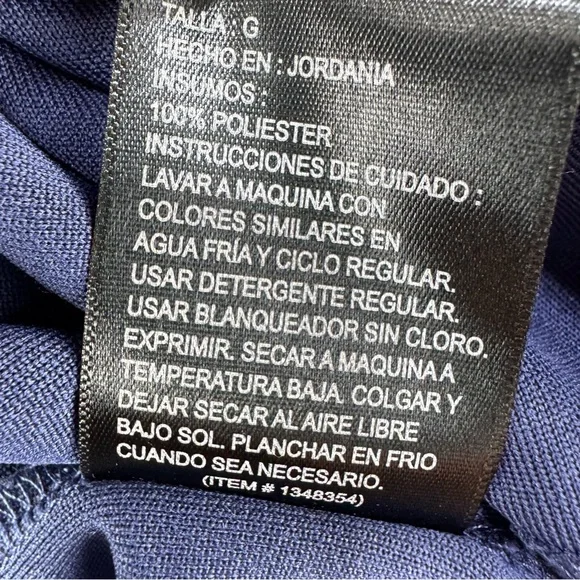 TALLA : G
HECHO EN : JORDANIA
INSUMOS :
100% POLIESTER
INSTRUCCIONES DE CUIDADO :
LAVAR A MAQUINA CON
COLORES SIMILARES EN
AGUA FRÍA Y CICLO REGULAR.
USAR DETERGENTE REGULAR.
USAR BLANQUEADOR SIN CLORO.
EXPRIMIR. SECAR A MAQUINA A
TEMPERATURA BAJA. COLGAR Y
DEJAR SECAR AL AIRE LIBRE
BAJO SOL. PLANCHAR EN FRIO
CUANDO SEA NECESARIO.
(ITEM # 1348354)